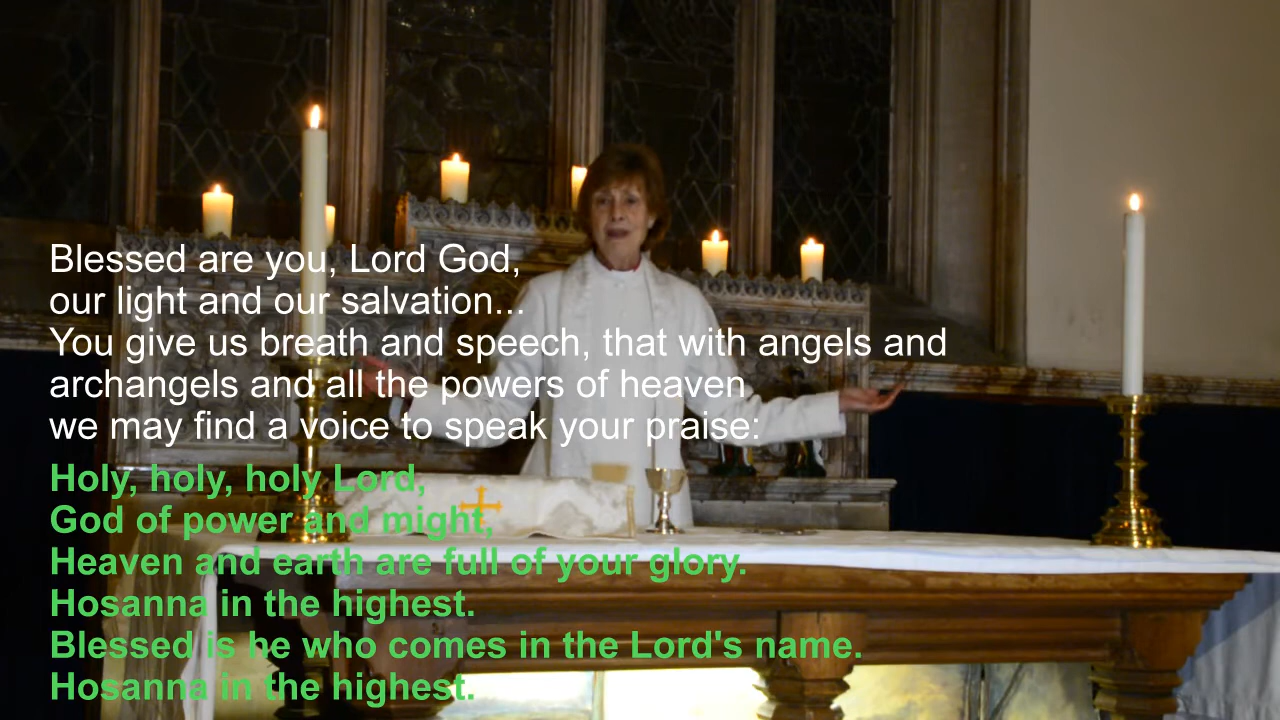 Blessed are you, Lord God,
our light and our salvation...
You give us breath and speech, that with angels and
archangels and all the powers of heaven
we may find a voice to speak your praise:
Holy, holy, holy Lord,
God of power and might,
Heaven and earth are full of your glory.
Hosanna in the highest.
Blessed is he who comes in the Lord's name.
Hosanna in the highest.